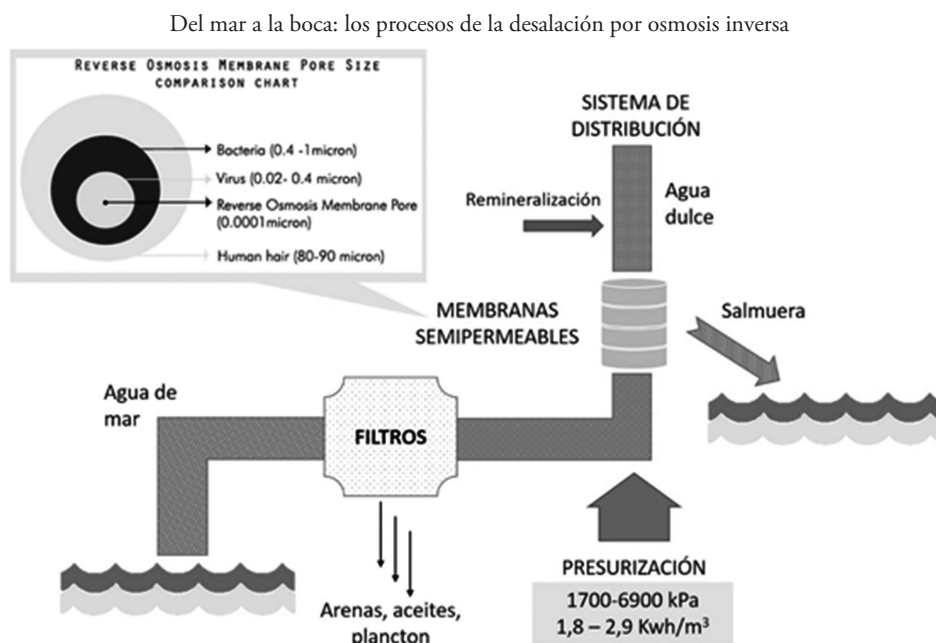 Del mar a la boca: los procesos de la desalación por osmosis inversa
REVERSE OSMOSIS MEMBRANE PORE SIZE
COMPARISON CHART
Bacteria (0.4 -1micron)
Virus (0.02- 0.4 micron)
Reverse Osmosis Membrane Pore
(0.0001micron)
Human hair (80-90 micron)
SISTEMA DE
DISTRIBUCIÓN
Remineralización
Agua
dulce
MEMBRANAS
SEMIPERMEABLES
Salmuera
Agua de
mar
FILTROS
Arenas, aceites,
plancton
PRESURIZACIÓN
1700-6900 kPa
1,8 – 2,9 Kwh/m³